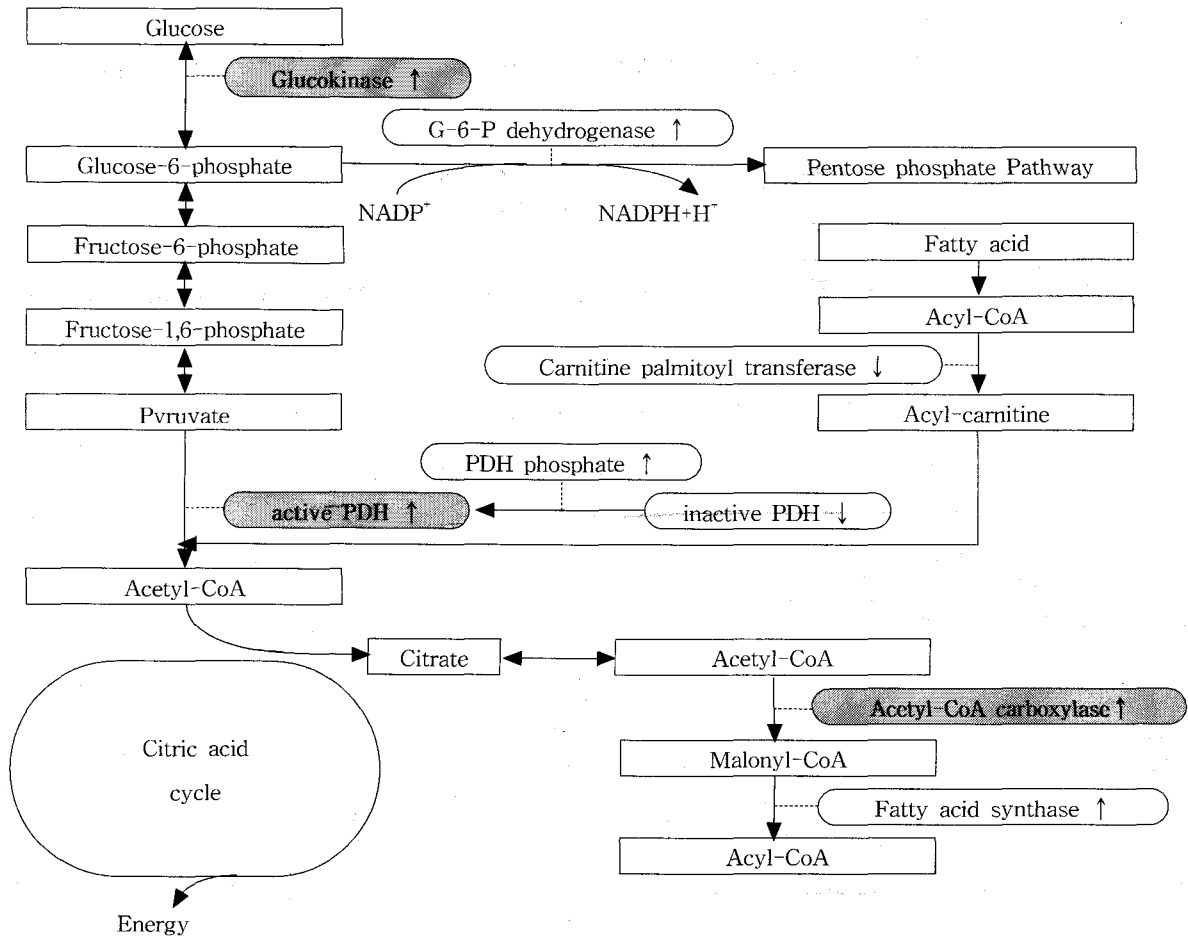 Glucose
Glucokinase ↑
G-6-P dehydrogenase ↑
Glucose-6-phosphate
Pentose phosphate Pathway
NADP⁺
NADPH+H⁻
Fructose-6-phosphate
Fatty acid
Fructose-1,6-phosphate
Acyl-CoA
Carnitine palmitoyl transferase ↓
Pvruvate
Acyl-carnitine
PDH phosphate ↑
active PDH ↑
inactive PDH ↓
Acetyl-CoA
Citrate
Acetyl-CoA
Acetyl-CoA carboxylase ↑
Citric acid
cycle
Malonyl-CoA
Fatty acid synthase ↑
Acyl-CoA
Energy